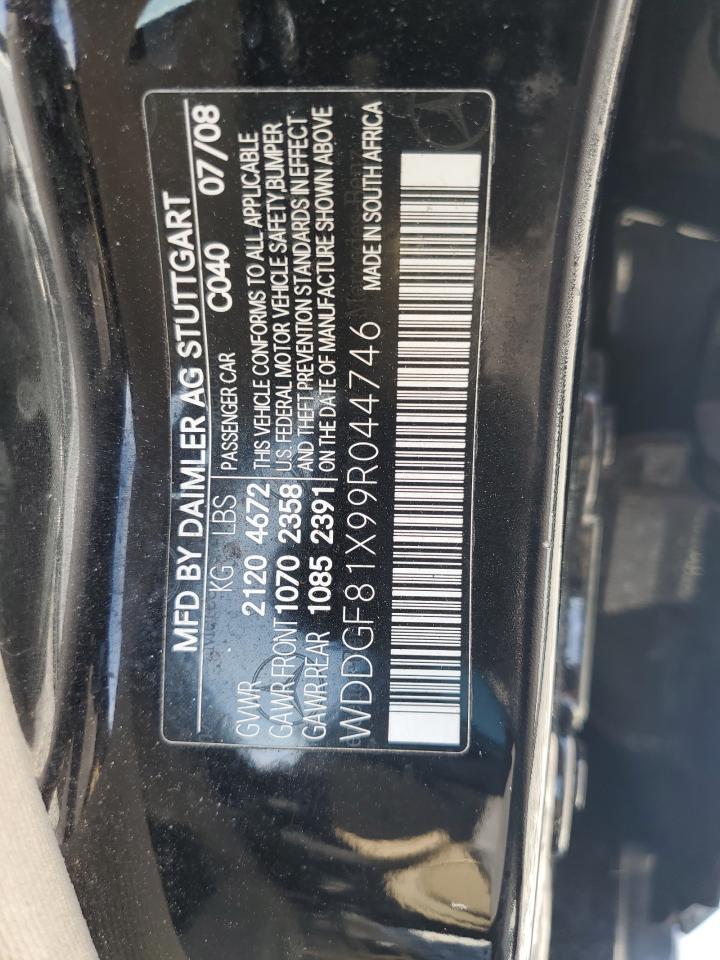 MFD BY DAIMLER AG STUTTGART
C040 07/08
KG LBS
PASSENGER CAR
GVWR 2120 4672
GAWR FRONT 1070 2358
GAWR REAR 1085 2391
THIS VEHICLE CONFORMS TO ALL APPLICABLE
U.S. FEDERAL MOTOR VEHICLE SAFETY,BUMPER
AND THEFT PREVENTION STANDARDS IN EFFECT
ON THE DATE OF MANUFACTURE SHOWN ABOVE
WDDGF81X99R044746
MADE IN SOUTH AFRICA